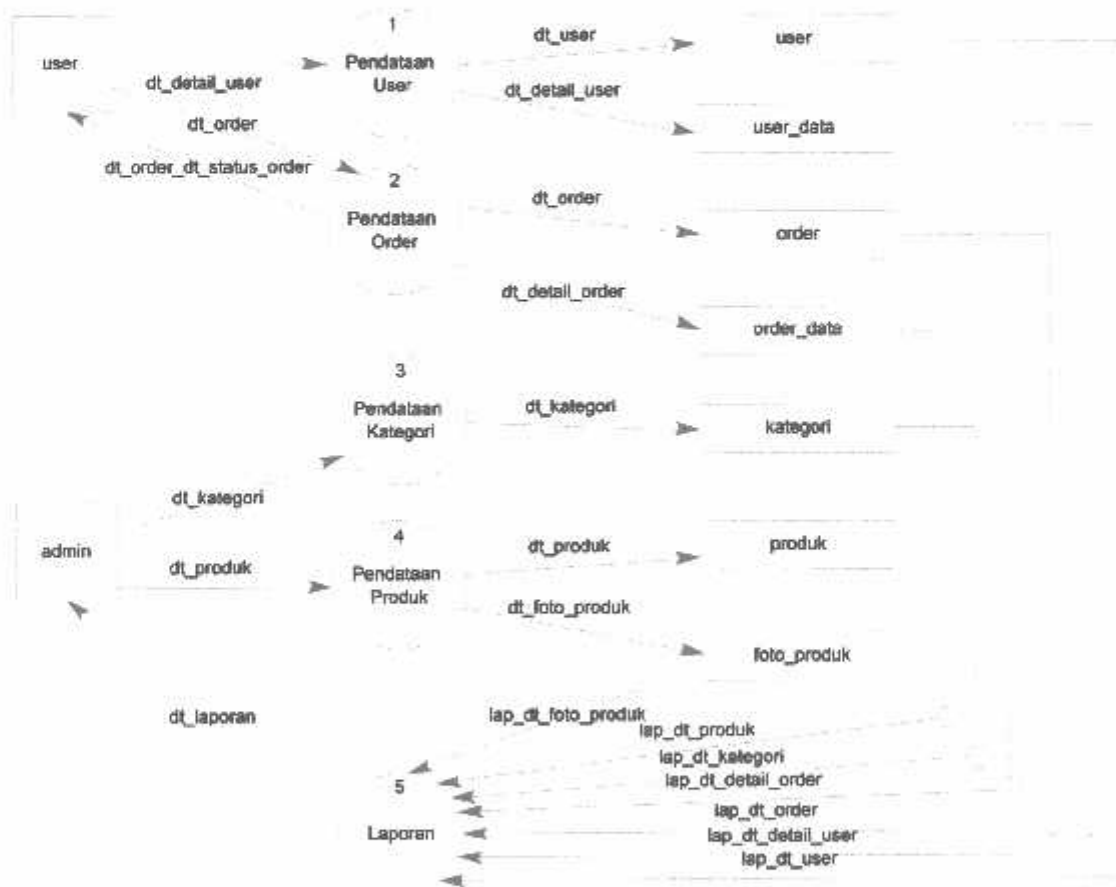 1
dt_user
user
user
Pendataan
User
dt_detail_user
dt_detail_user
dt_order
user_data
dt_order_dt_status_order
2
dt_order
Pendataan
Order
order
dt_detail_order
order_data
3
Pendataan
Kategori
dt_kategori
kategori
dt_kategori
admin
4
dt_produk
produk
dt_produk
Pendataan
Produk
dt_foto_produk
foto_produk
dt_laporan
lap_dt_foto_produk
lap_dt_produk
lap_dt_kategori
lap_dt_detail_order
5
lap_dt_order
Laporan
lap_dt_detail_user
lap_dt_user